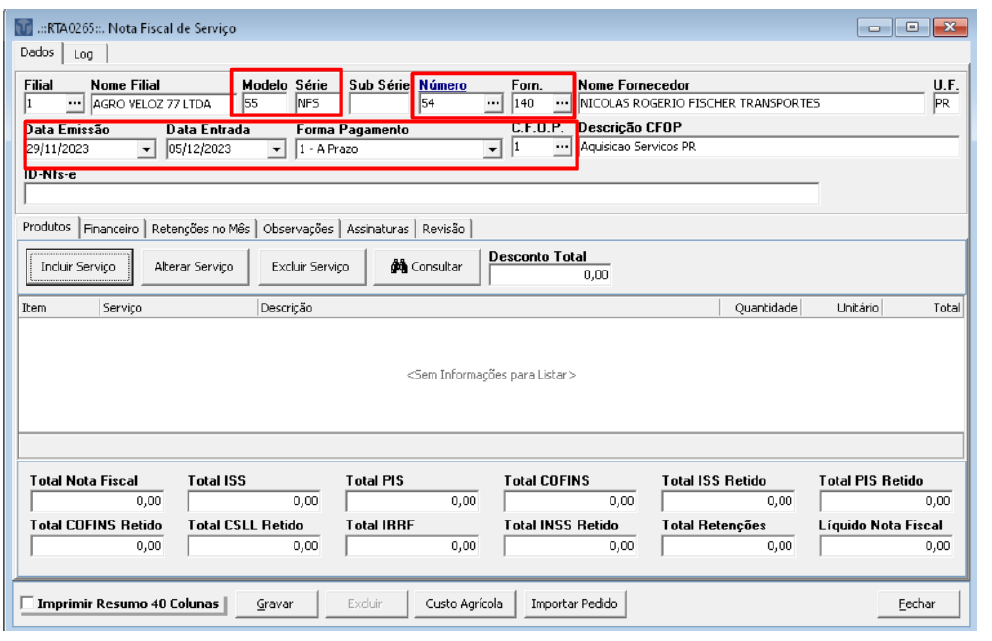 .::RTA0265::. Nota Fiscal de Serviço
Dados Log
Filial Nome Filial Modelo Série Sub Série Número Forn. Nome Fornecedor U.F.
1 ... AGRO VELOZ 77 LTDA 55 NFS 54 ... 140 ... NICOLAS ROGERIO FISCHER TRANSPORTES PR
Data Emissão Data Entrada Forma Pagamento C.F.O.P. Descrição CFOP
29/11/2023 05/12/2023 1 - A Prazo 1 ... Aquisicao Servicos PR
ID-Nfs-e
Produtos Financeiro Retenções no Mês Observações Assinaturas Revisão
Incluir Serviço Alterar Serviço Excluir Serviço Consultar Desconto Total
0,00
Item Serviço Descrição Quantidade Unitário Total
<Sem Informações para Listar>
Total Nota Fiscal Total ISS Total PIS Total COFINS Total ISS Retido Total PIS Retido
0,00 0,00 0,00 0,00 0,00 0,00
Total COFINS Retido Total CSLL Retido Total IRRF Total INSS Retido Total Retenções Líquido Nota Fiscal
0,00 0,00 0,00 0,00 0,00 0,00
Imprimir Resumo 40 Colunas Gravar Excluir Custo Agrícola Importar Pedido Fechar